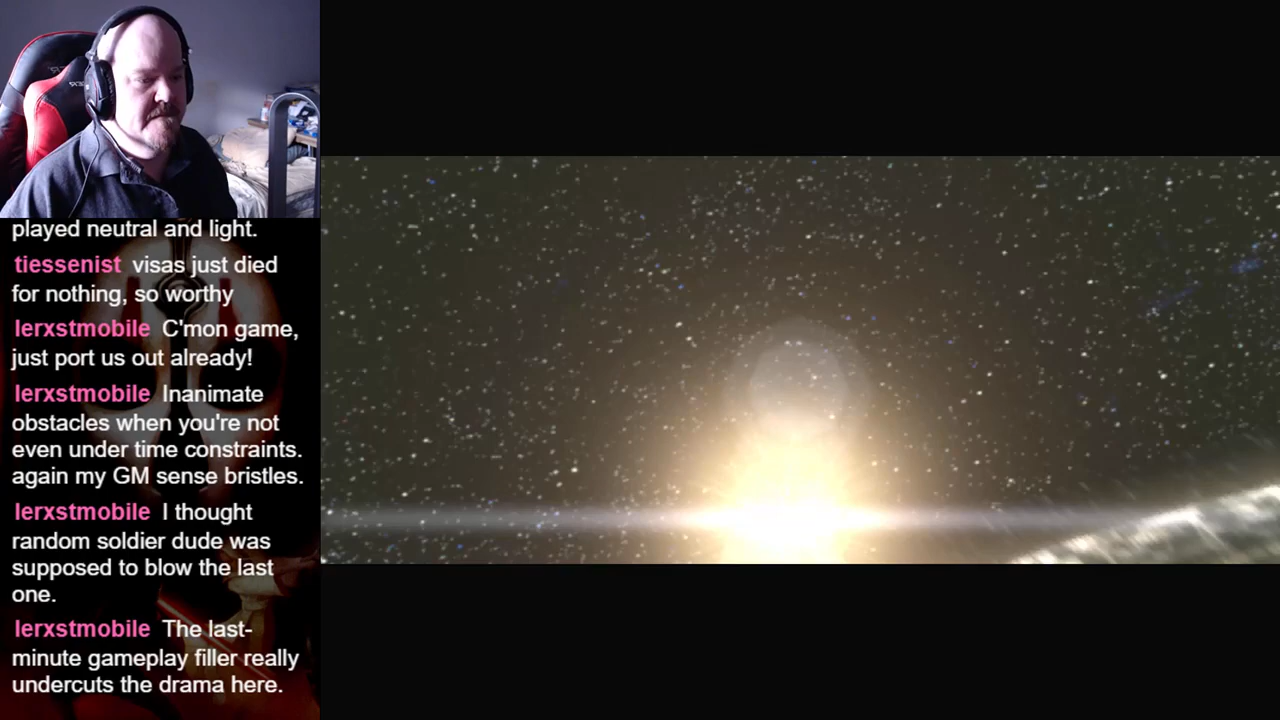 played neutral and light.
tiessenist visas just died
for nothing, so worthy
lerxstmobile C'mon game,
just port us out already!
lerxstmobile Inanimate
obstacles when you're not
even under time constraints.
again my GM sense bristles.
lerxstmobile I thought
random soldier dude was
supposed to blow the last
one.
lerxstmobile The last-
minute gameplay filler really
undercuts the drama here.